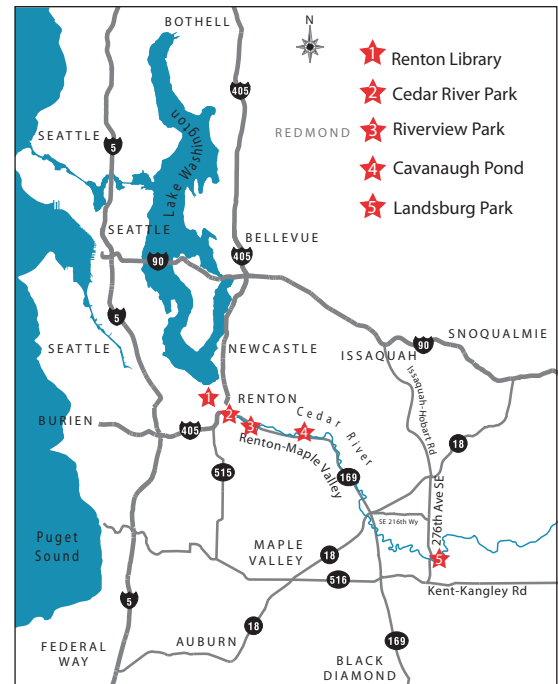 BOTHELL
N
405
1 Renton Library
2 Cedar River Park
REDMOND
3 Riverview Park
4 Cavanaugh Pond
5 Landsburg Park
SEATTLE
5
Lake Washington
SEATTLE
BELLEVUE
90
405
5
SEATTLE
NEWCASTLE
ISSAQUAH
90
SNOQUALMIE
Issaquah-Hobart Rd
1
RENTON
2
3
4
Cedar River
BURIEN
405
Renton-Maple Valley
18
515
169
276th Ave SE
SE 216th Wy
Puget
Sound
MAPLE
VALLEY
18
5
516
Kent-Kangley Rd
5
18
AUBURN
169
FEDERAL
WAY
BLACK
DIAMOND